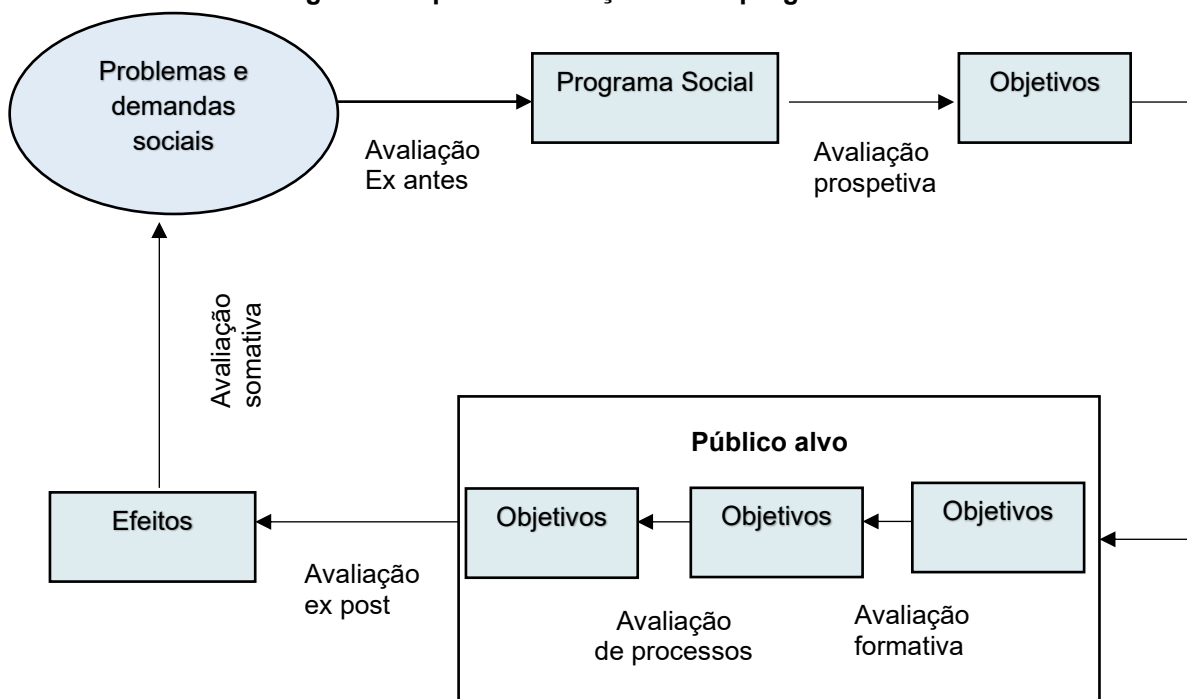 Problemas e
demandas
sociais
Avaliação
Ex antes
Programa Social
Avaliação
prospetiva
Objetivos
Público alvo
Objetivos
Avaliação
formativa
Objetivos
Avaliação
de processos
Objetivos
Avaliação
ex post
Efeitos
Avaliação
somativa